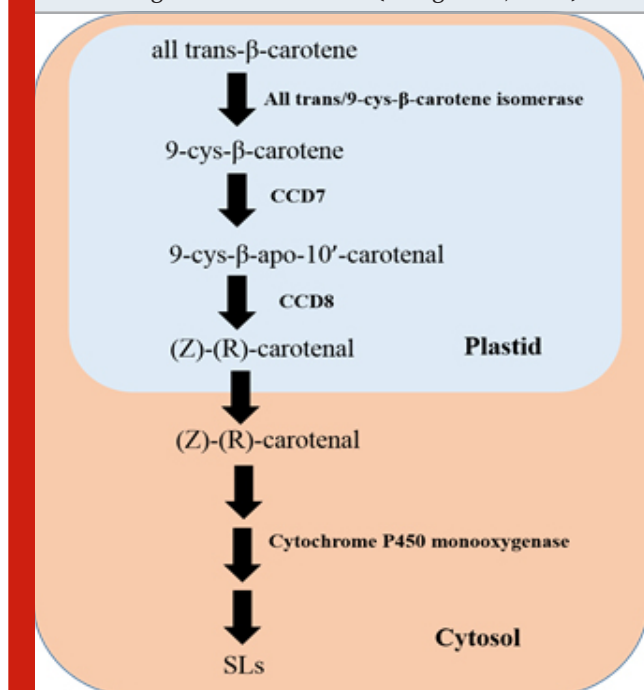 all trans-β-carotene
All trans/9-cys-β-carotene isomerase
9-cys-β-carotene
CCD7
9-cys-β-apo-10′-carotenal
CCD8
(Z)-(R)-carotenal
Plastid
(Z)-(R)-carotenal
Cytochrome P450 monooxygenase
Cytosol
SLs